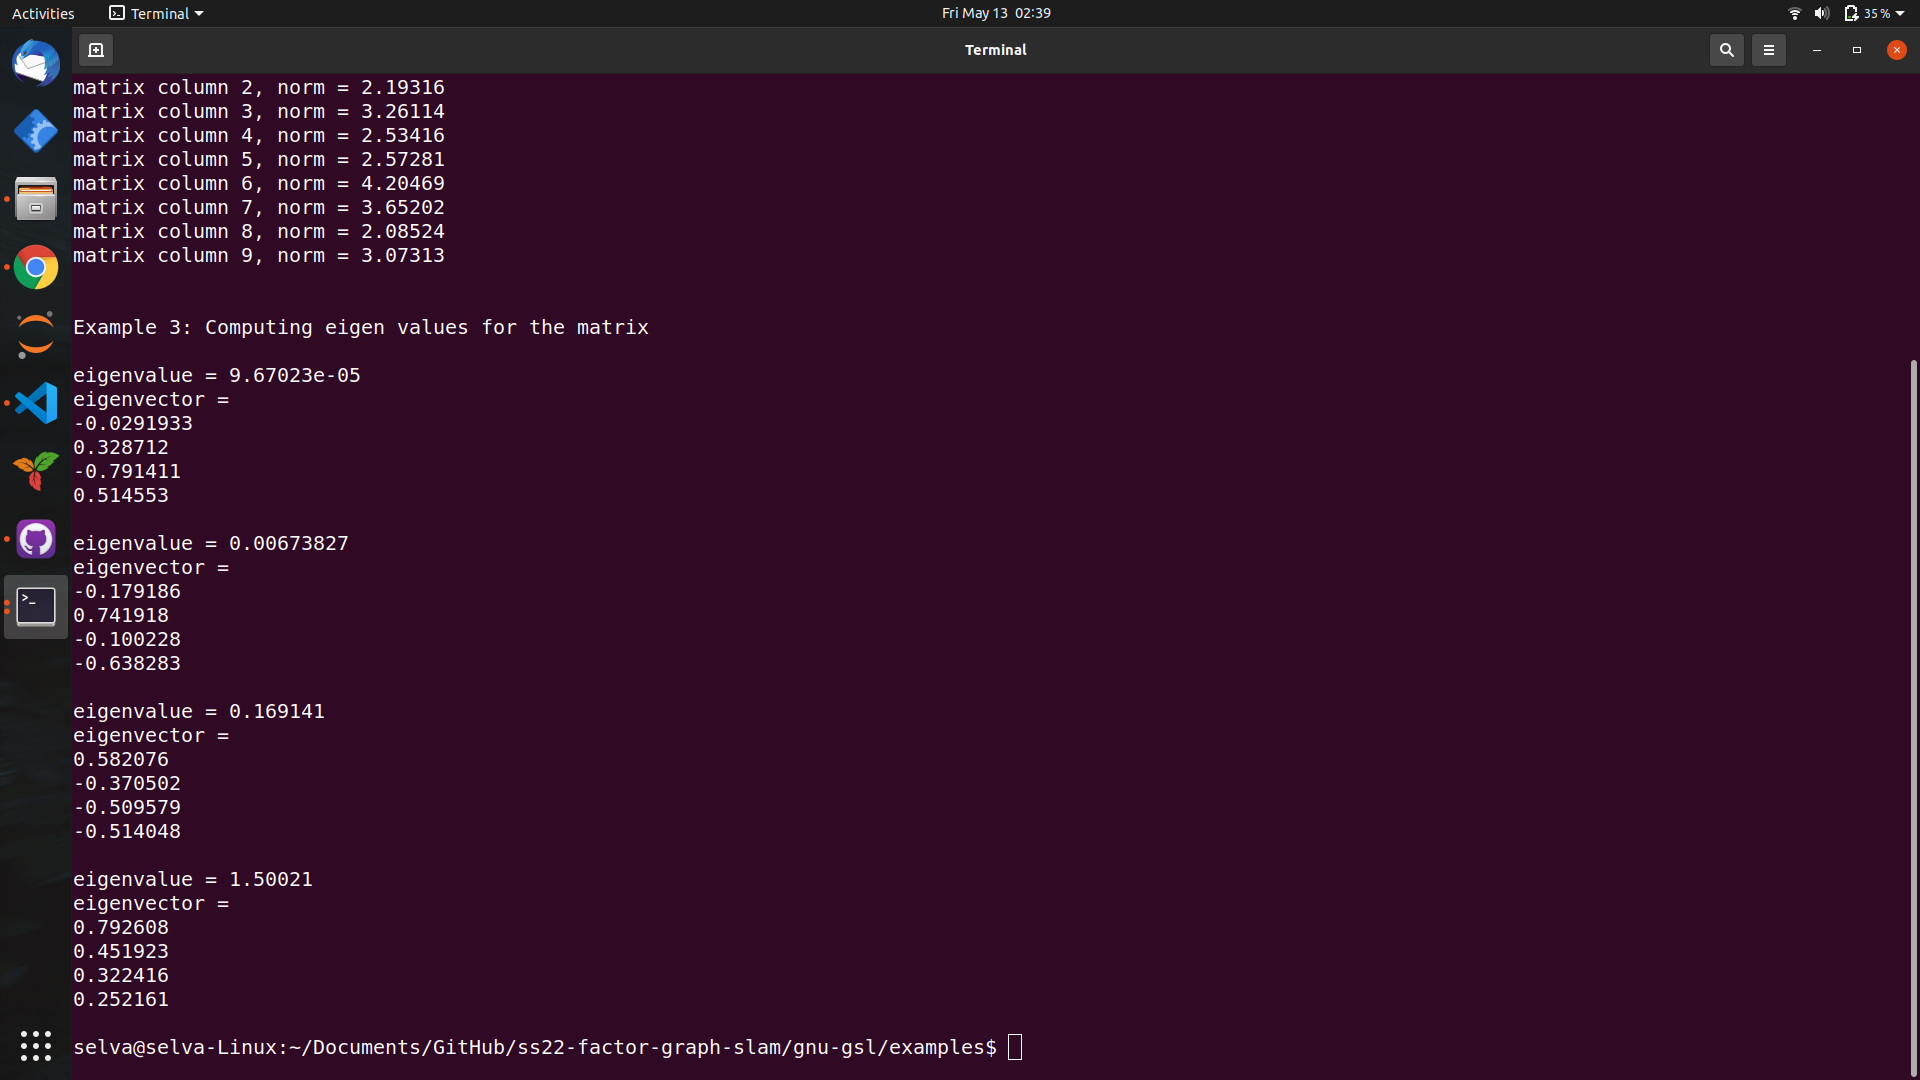 Activities Terminal Fri May 13 02:39 35 %
Terminal
matrix column 2, norm = 2.19316
matrix column 3, norm = 3.26114
matrix column 4, norm = 2.53416
matrix column 5, norm = 2.57281
matrix column 6, norm = 4.20469
matrix column 7, norm = 3.65202
matrix column 8, norm = 2.08524
matrix column 9, norm = 3.07313
Example 3: Computing eigen values for the matrix
eigenvalue = 9.67023e-05
eigenvector =
-0.0291933
0.328712
-0.791411
0.514553
eigenvalue = 0.00673827
eigenvector =
-0.179186
0.741918
-0.100228
-0.638283
eigenvalue = 0.169141
eigenvector =
0.582076
-0.370502
-0.509579
-0.514048
eigenvalue = 1.50021
eigenvector =
0.792608
0.451923
0.322416
0.252161
selva@selva-Linux:~/Documents/GitHub/ss22-factor-graph-slam/gnu-gsl/examples$